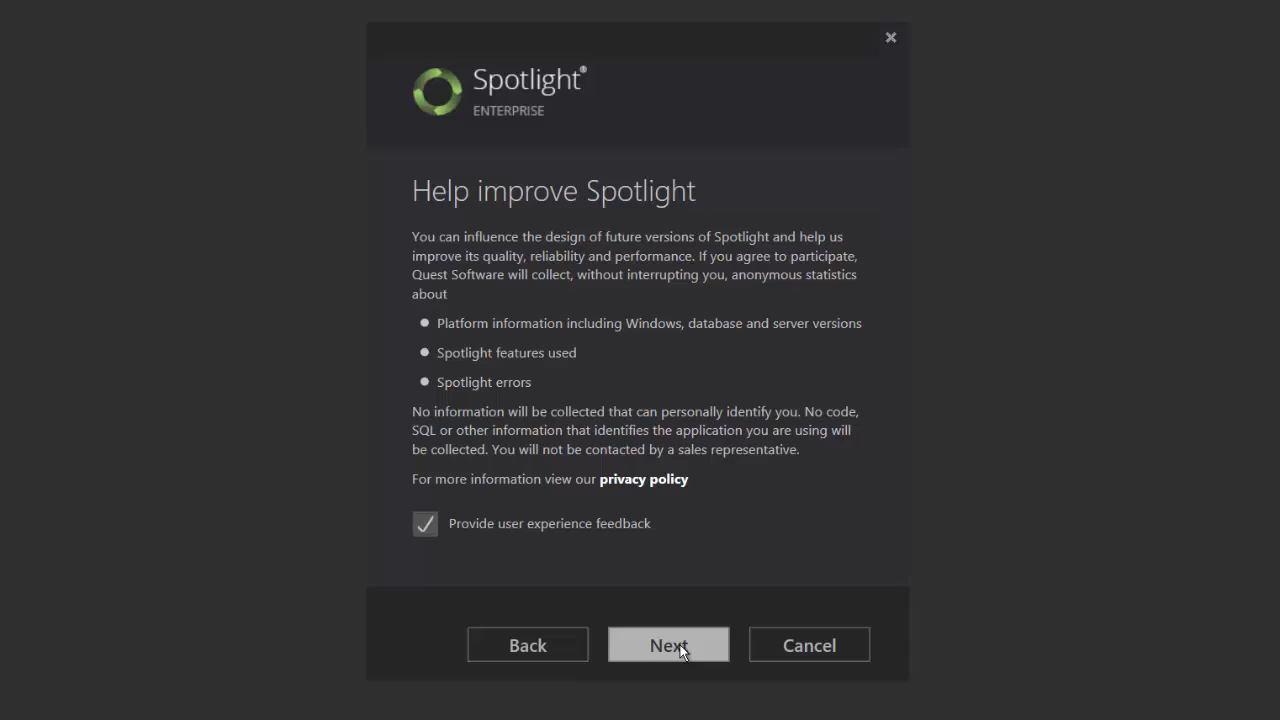 Spotlight®
ENTERPRISE
Help improve Spotlight
You can influence the design of future versions of Spotlight and help us
improve its quality, reliability and performance. If you agree to participate,
Quest Software will collect, without interrupting you, anonymous statistics
about
Platform information including Windows, database and server versions
Spotlight features used
Spotlight errors
No information will be collected that can personally identify you. No code,
SQL or other information that identifies the application you are using will
be collected. You will not be contacted by a sales representative.
For more information view our privacy policy
Provide user experience feedback
Back
Next
Cancel